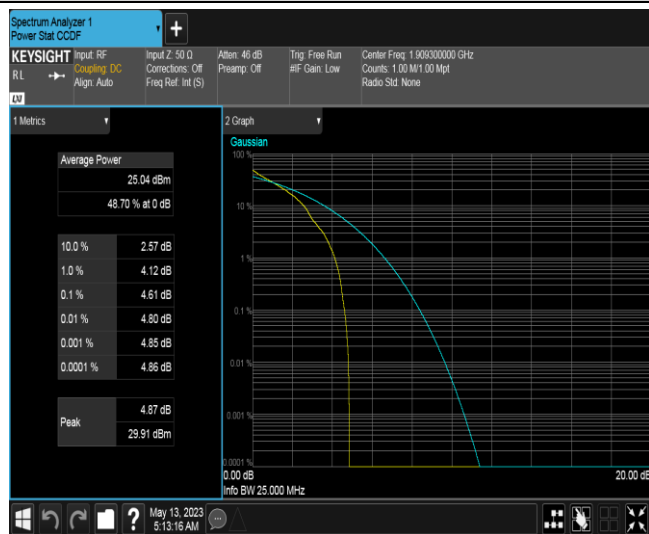 Spectrum Analyzer 1
Power Stat CCDF
+
KEYSIGHT
RL
LXI
Input: RF
Coupling: DC
Align: Auto
Input Z: 50 Ω
Corrections: Off
Freq Ref: Int (S)
Atten: 46 dB
Preamp: Off
Trig: Free Run
#IF Gain: Low
Center Freq: 1.909300000 GHz
Counts: 1.00 M/1.00 Mpt
Radio Std: None
1 Metrics
Average Power
25.04 dBm
48.70 % at 0 dB
10.0 % 2.57 dB
1.0 % 4.12 dB
0.1 % 4.61 dB
0.01 % 4.80 dB
0.001 % 4.85 dB
0.0001 % 4.86 dB
Peak
4.87 dB
29.91 dBm
2 Graph
Gaussian
100 %
10 %
1 %
0.1 %
0.01 %
0.001 %
0.0001 %
0.00 dB 20.00 dB
Info BW 25.000 MHz
?
May 13, 2023
5:13:16 AM